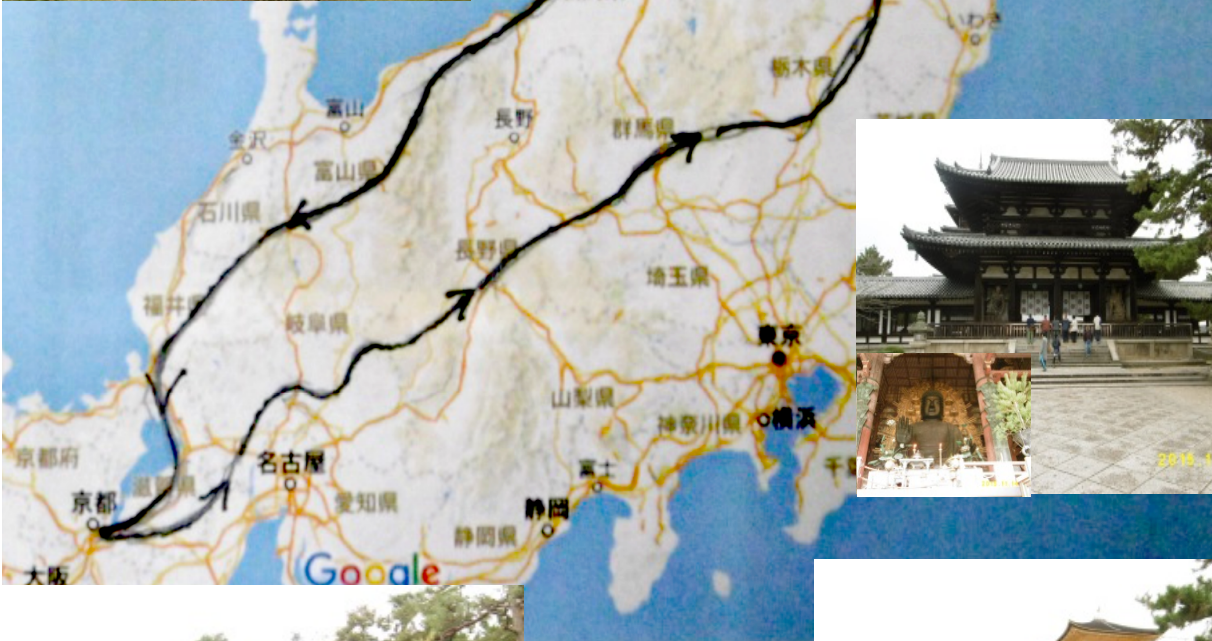 いわき
栃木県
富山
長野
群馬県
金沢
富山県
石川県
長野県
埼玉県
福井県
岐阜県
東京
山梨県
神奈川県
横浜
京都府
名古屋
富士
滋賀県
京都
愛知県
静岡
静岡県
大阪
Google